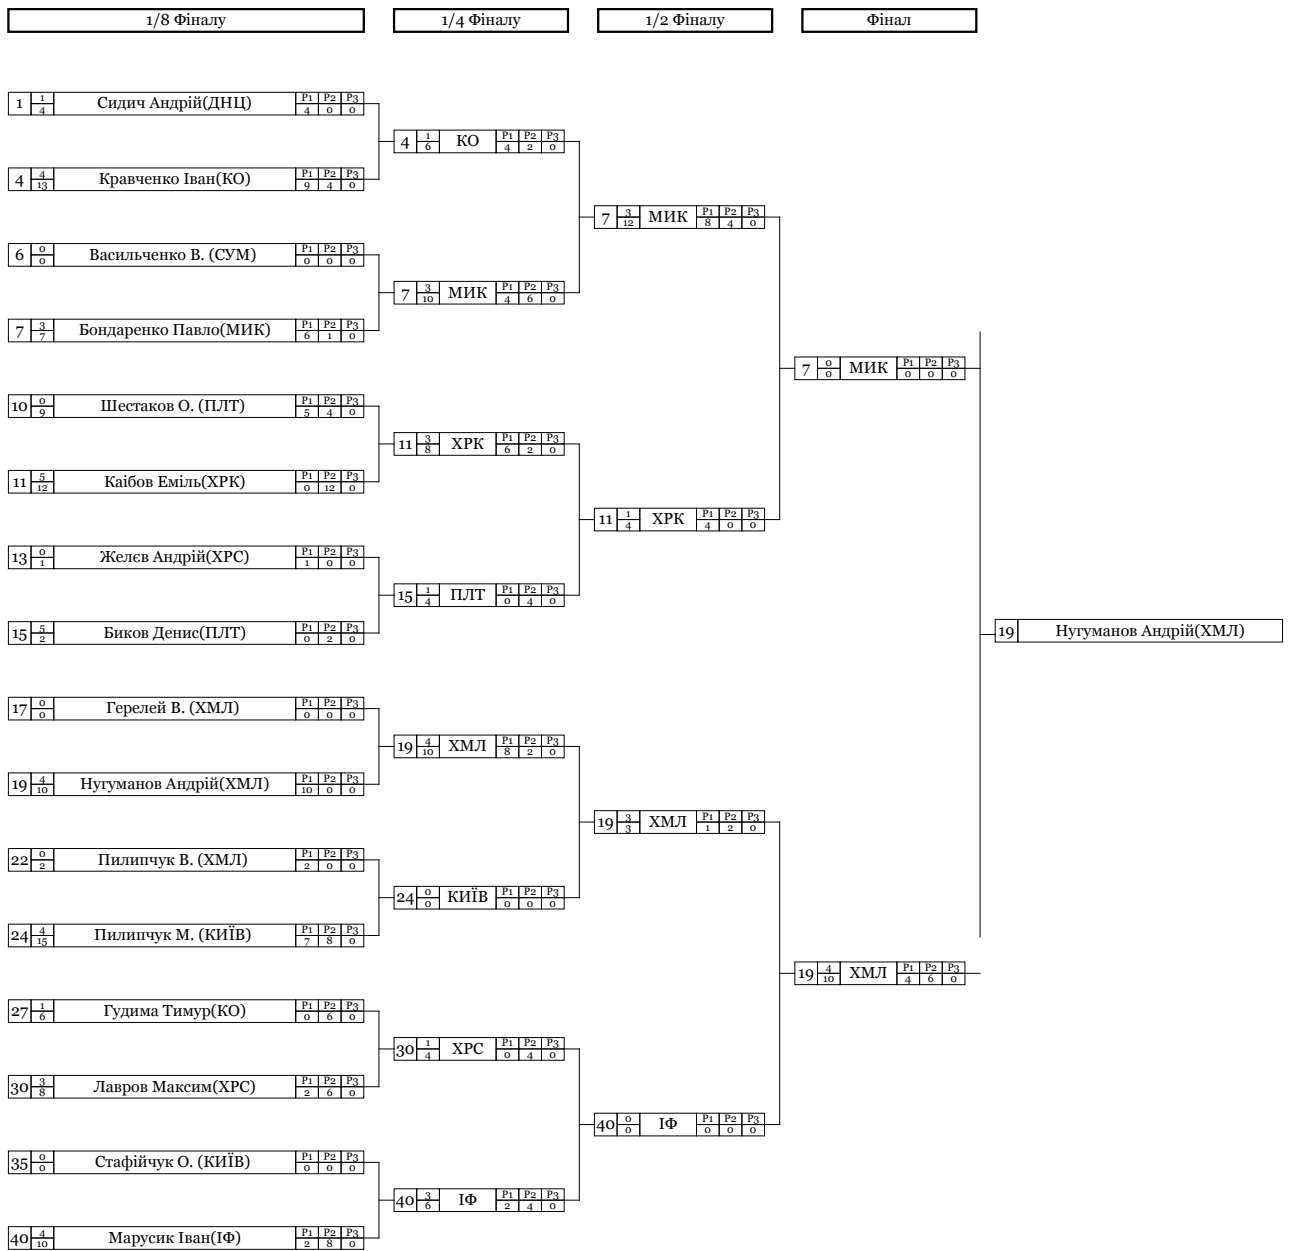 1/8 Фіналу 1/4 Фіналу 1/2 Фіналу Фінал
1 1 4 Сидич Андрій(ДНЦ) P1 4 P2 0 P3 0
4 1 6 КО P1 4 P2 2 P3 0
4 4 13 Кравченко Іван(КО) P1 9 P2 4 P3 0
7 3 12 МИК P1 8 P2 4 P3 0
6 0 0 Васильченко В. (СУМ) P1 0 P2 0 P3 0
7 3 10 МИК P1 4 P2 6 P3 0
7 3 7 Бондаренко Павло(МИК) P1 6 P2 1 P3 0
7 0 0 МИК P1 0 P2 0 P3 0
10 0 9 Шестаков О. (ПЛТ) P1 5 P2 4 P3 0
11 3 8 ХРК P1 6 P2 2 P3 0
11 5 12 Каібов Еміль(ХРК) P1 0 P2 12 P3 0
11 1 4 ХРК P1 4 P2 0 P3 0
13 0 1 Желєв Андрій(ХРС) P1 1 P2 0 P3 0
15 1 4 ПЛТ P1 0 P2 4 P3 0
15 5 2 Биков Денис(ПЛТ) P1 0 P2 2 P3 0
19 Нугуманов Андрій(ХМЛ)
17 0 0 Герелей В. (ХМЛ) P1 0 P2 0 P3 0
19 4 10 ХМЛ P1 8 P2 2 P3 0
19 4 10 Нугуманов Андрій(ХМЛ) P1 10 P2 0 P3 0
19 3 3 ХМЛ P1 1 P2 2 P3 0
22 0 2 Пилипчук В. (ХМЛ) P1 2 P2 0 P3 0
24 0 0 КИЇВ P1 0 P2 0 P3 0
24 4 15 Пилипчук М. (КИЇВ) P1 7 P2 8 P3 0
19 4 10 ХМЛ P1 4 P2 6 P3 0
27 1 6 Гудима Тимур(КО) P1 0 P2 6 P3 0
30 1 4 ХРС P1 0 P2 4 P3 0
30 3 8 Лавров Максим(ХРС) P1 2 P2 6 P3 0
40 0 0 ІФ P1 0 P2 0 P3 0
35 0 0 Стафійчук О. (КИЇВ) P1 0 P2 0 P3 0
40 3 6 ІФ P1 2 P2 4 P3 0
40 4 10 Марусик Іван(ІФ) P1 2 P2 8 P3 0